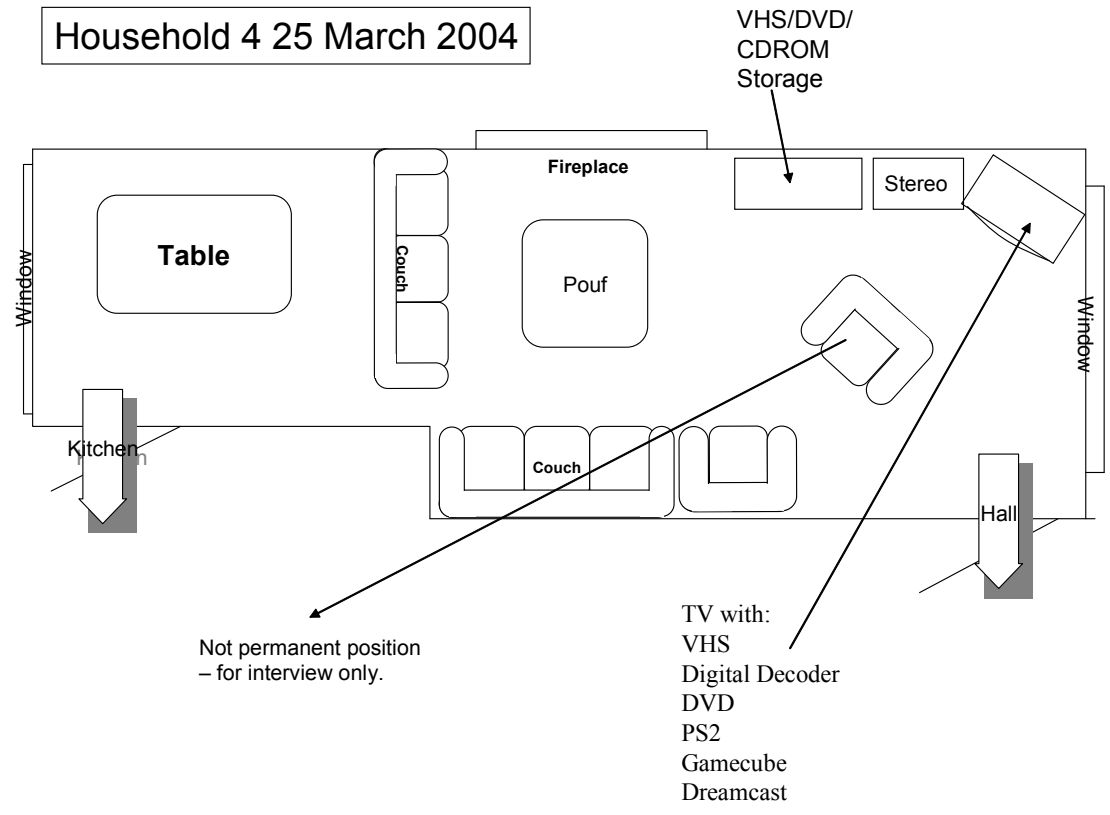 Household 4 25 March 2004
VHS/DVD/
CDROM
Storage
Fireplace
Stereo
Table
Couch
Pouf
Window
Window
Kitchen
Couch
Hall
Not permanent position
– for interview only.
TV with:
VHS
Digital Decoder
DVD
PS2
Gamecube
Dreamcast